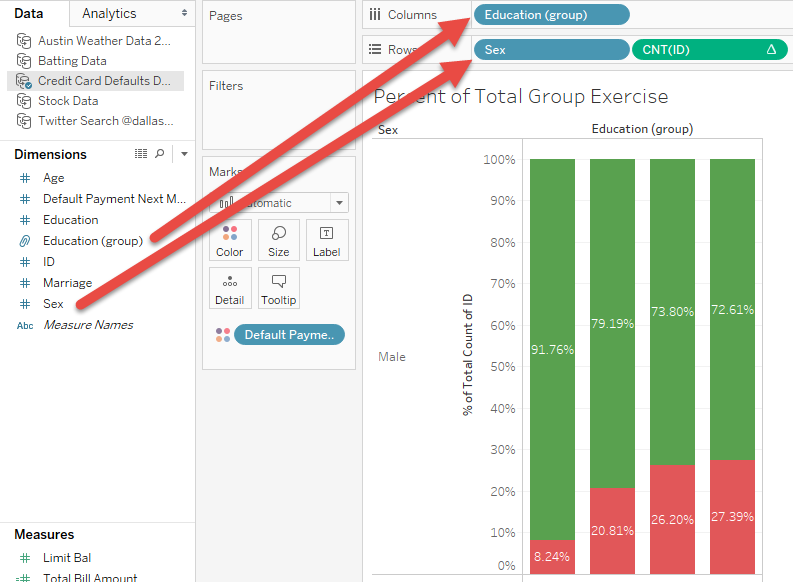 Data
Analytics
Austin Weather Data 2...
Batting Data
Credit Card Defaults D...
Stock Data
Twitter Search @dallas...
Dimensions
Age
Default Payment Next M...
Education
Education (group)
ID
Marriage
Sex
Abc Measure Names
Measures
Limit Bal
Total Bill Amount
Pages
Filters
Marks
Automatic
Color
Size
Label
Detail
Tooltip
Default Payme..
Columns
Education (group)
Rows
Sex
CNT(ID) Δ
Percent of Total Group Exercise
Sex
Education (group)
Male
% of Total Count of ID
100%
90%
80%
70%
60%
50%
40%
30%
20%
10%
0%
91.76%
79.19%
73.80%
72.61%
8.24%
20.81%
26.20%
27.39%